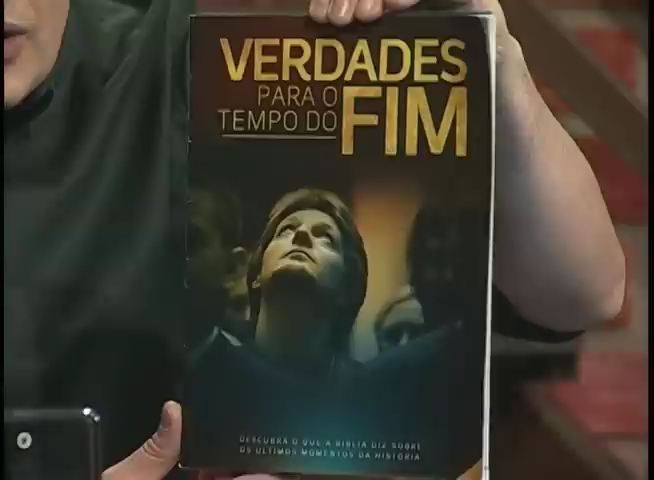 VERDADES
PARA O
TEMPO DO FIM
DESCUBRA O QUE A BÍBLIA DIZ SOBRE
OS ÚLTIMOS MOMENTOS DA HISTÓRIA